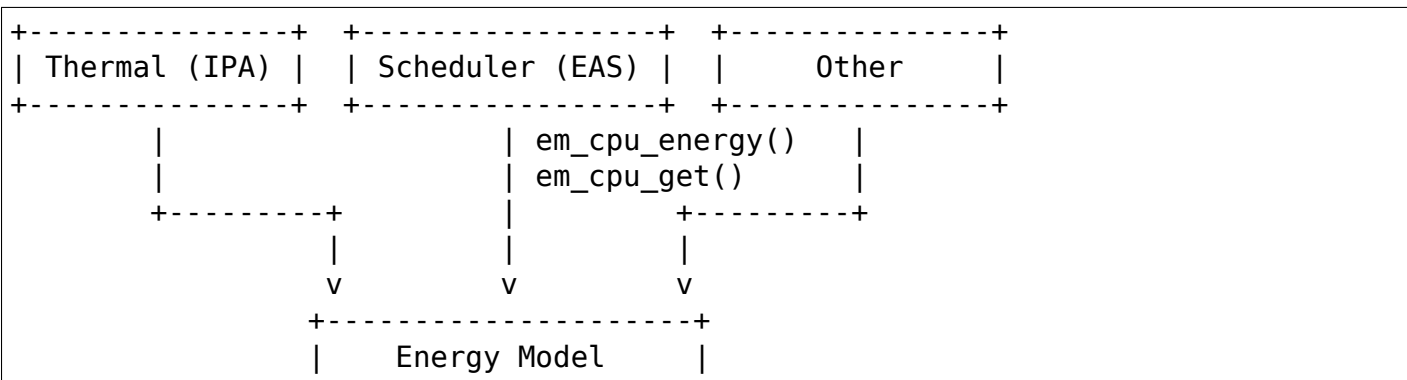 +---------------+  +-----------------+  +---------------+
| Thermal (IPA) |  | Scheduler (EAS) |  |     Other     |
+---------------+  +-----------------+  +---------------+
        |                   | em_cpu_energy()   |
        |                   | em_cpu_get()      |
        +---------+         |         +---------+
                  |         |         |
                  v         v         v
                 +---------------------+
                 |    Energy Model     |